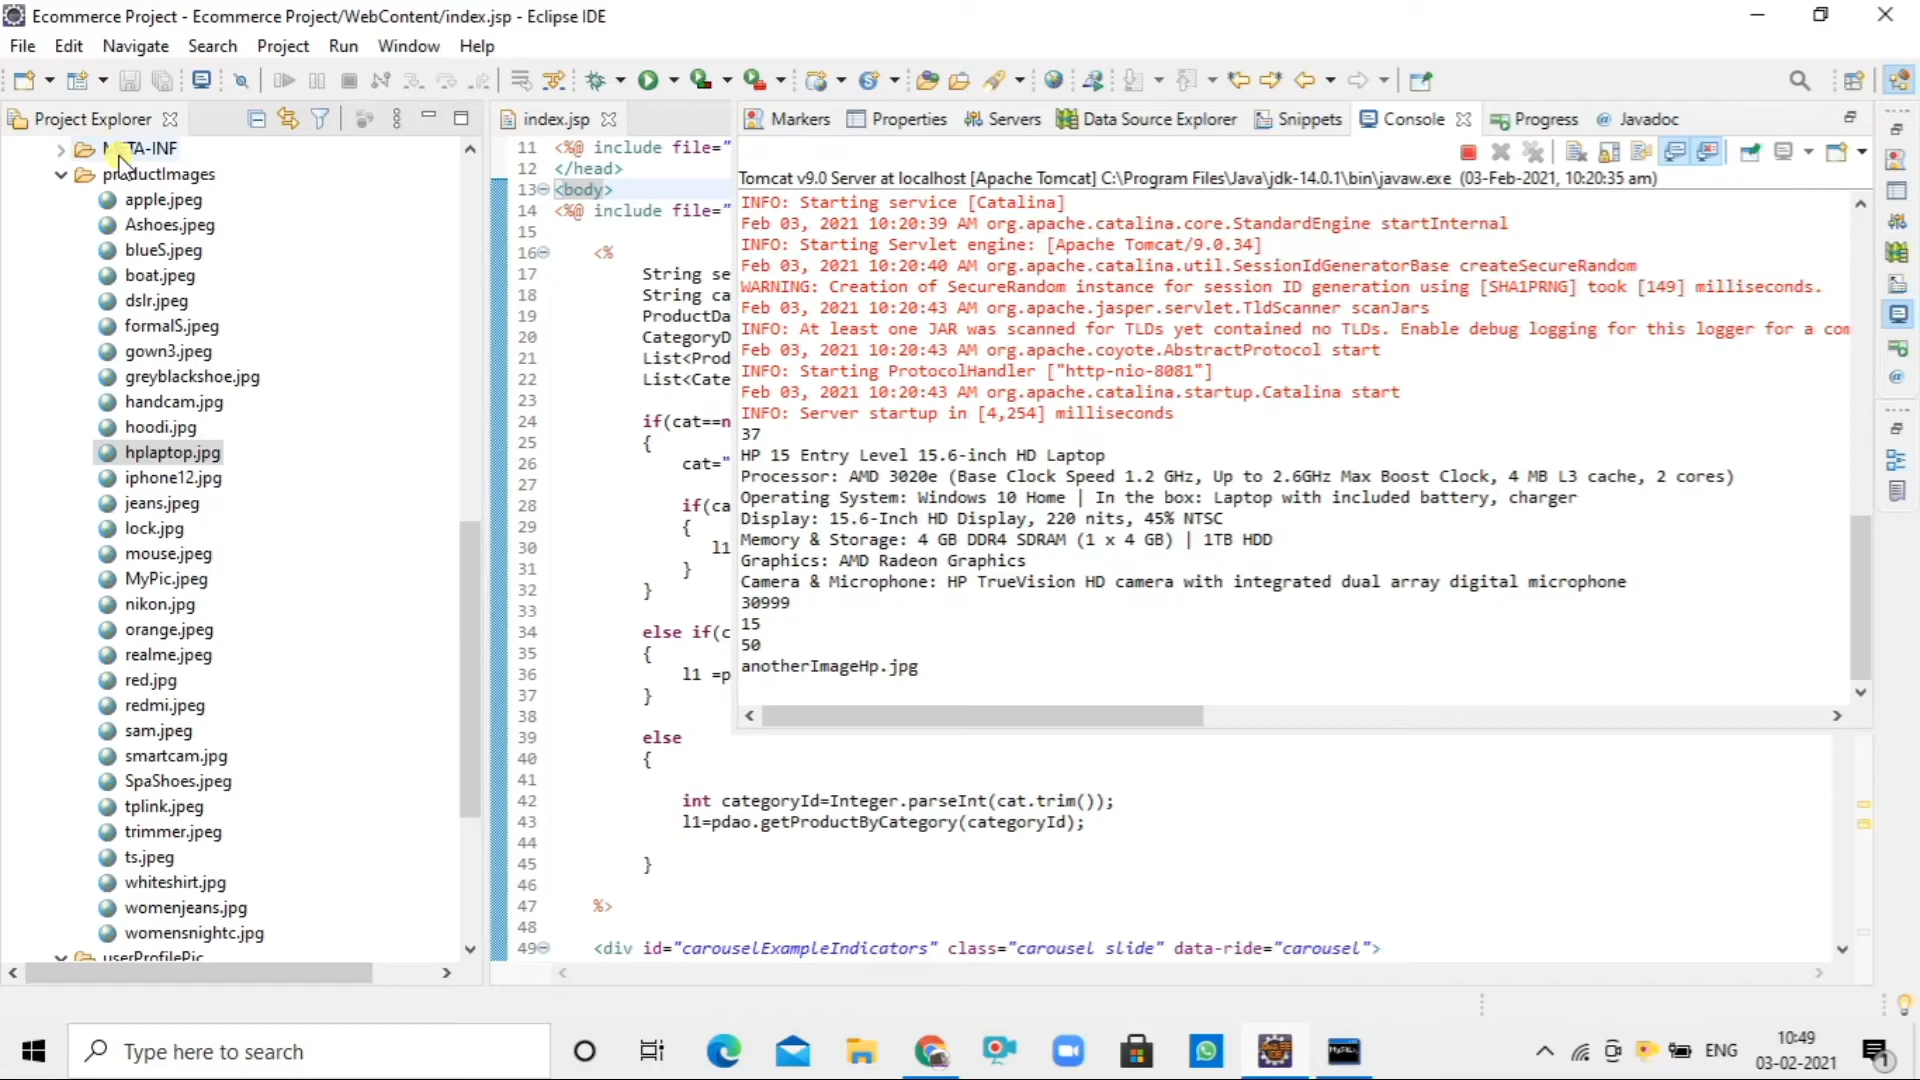 Ecommerce Project - Ecommerce Project/WebContent/index.jsp - Eclipse IDE
File Edit Navigate Search Project Run Window Help
Project Explorer
META-INF
productImages
apple.jpeg
Ashoes.jpeg
blueS.jpeg
boat.jpeg
dslr.jpeg
formalS.jpeg
gown3.jpeg
greyblackshoe.jpg
handcam.jpg
hoodi.jpg
hplaptop.jpg
iphone12.jpg
jeans.jpeg
lock.jpg
mouse.jpeg
MyPic.jpeg
nikon.jpg
orange.jpeg
realme.jpeg
red.jpg
redmi.jpeg
sam.jpeg
smartcam.jpg
SpaShoes.jpeg
tplink.jpeg
trimmer.jpeg
ts.jpeg
whiteshirt.jpg
womenjeans.jpg
womensnightc.jpg
userProfilePic
index.jsp
11 <%@ include file="
12 </head>
13 <body>
14 <%@ include file="
15
16 <%
17 String se
18 String ca
19 ProductDa
20 CategoryD
21 List<Prod
22 List<Cate
23
24 if(cat==n
25 {
26 cat="
27
28 if(ca
29 {
30 l1
31 }
32 }
33
34 else if(c
35 {
36 l1 =p
37 }
38
39 else
40 {
41
42 int categoryId=Integer.parseInt(cat.trim());
43 l1=pdao.getProductByCategory(categoryId);
44
45 }
46
47 %>
48
49 <div id="carouselExampleIndicators" class="carousel slide" data-ride="carousel">
Markers Properties Servers Data Source Explorer Snippets Console Progress Javadoc
Tomcat v9.0 Server at localhost [Apache Tomcat] C:\Program Files\Java\jdk-14.0.1\bin\javaw.exe (03-Feb-2021, 10:20:35 am)
INFO: Starting service [Catalina]
Feb 03, 2021 10:20:39 AM org.apache.catalina.core.StandardEngine startInternal
INFO: Starting Servlet engine: [Apache Tomcat/9.0.34]
Feb 03, 2021 10:20:40 AM org.apache.catalina.util.SessionIdGeneratorBase createSecureRandom
WARNING: Creation of SecureRandom instance for session ID generation using [SHA1PRNG] took [149] milliseconds.
Feb 03, 2021 10:20:43 AM org.apache.jasper.servlet.TldScanner scanJars
INFO: At least one JAR was scanned for TLDs yet contained no TLDs. Enable debug logging for this logger for a com
Feb 03, 2021 10:20:43 AM org.apache.coyote.AbstractProtocol start
INFO: Starting ProtocolHandler ["http-nio-8081"]
Feb 03, 2021 10:20:43 AM org.apache.catalina.startup.Catalina start
INFO: Server startup in [4,254] milliseconds
37
HP 15 Entry Level 15.6-inch HD Laptop
Processor: AMD 3020e (Base Clock Speed 1.2 GHz, Up to 2.6GHz Max Boost Clock, 4 MB L3 cache, 2 cores)
Operating System: Windows 10 Home | In the box: Laptop with included battery, charger
Display: 15.6-Inch HD Display, 220 nits, 45% NTSC
Memory & Storage: 4 GB DDR4 SDRAM (1 x 4 GB) | 1TB HDD
Graphics: AMD Radeon Graphics
Camera & Microphone: HP TrueVision HD camera with integrated dual array digital microphone
30999
15
50
anotherImageHp.jpg
Type here to search
ENG
10:49
03-02-2021
1